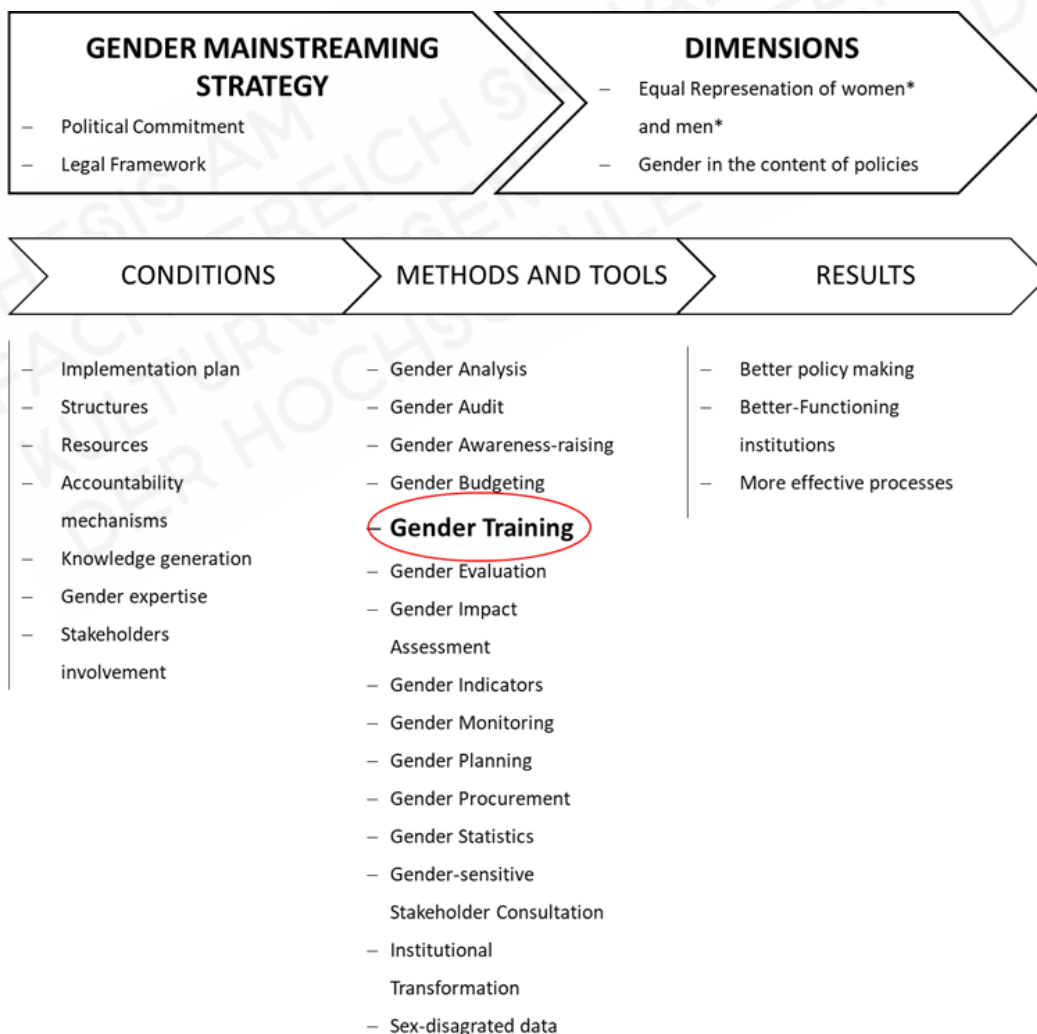 GENDER MAINSTREAMING
STRATEGY
– Political Commitment
– Legal Framework
DIMENSIONS
– Equal Represenation of women*
and men*
– Gender in the content of policies
CONDITIONS
METHODS AND TOOLS
RESULTS
– Implementation plan
– Structures
– Resources
– Accountability
mechanisms
– Knowledge generation
– Gender expertise
– Stakeholders
involvement
– Gender Analysis
– Gender Audit
– Gender Awareness-raising
– Gender Budgeting
– Gender Training
– Gender Evaluation
– Gender Impact
Assessment
– Gender Indicators
– Gender Monitoring
– Gender Planning
– Gender Procurement
– Gender Statistics
– Gender-sensitive
Stakeholder Consultation
– Institutional
Transformation
– Sex-disagrated data
– Better policy making
– Better-Functioning
institutions
– More effective processes